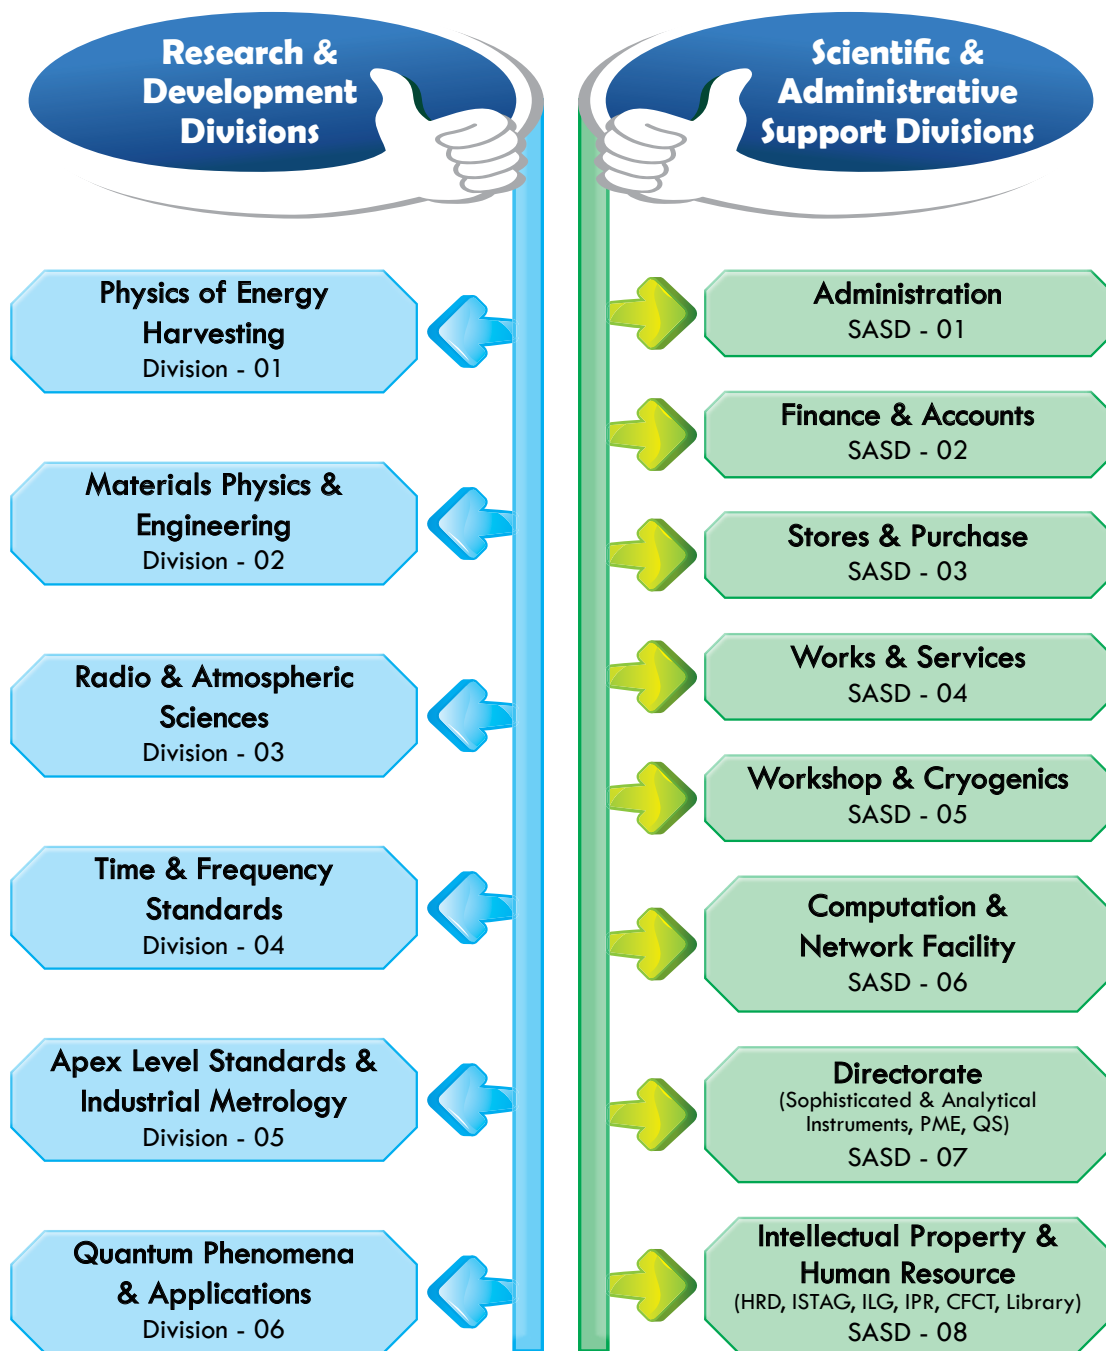 Research &
Development
Divisions
Physics of Energy
Harvesting
Division - 01
Materials Physics &
Engineering
Division - 02
Radio & Atmospheric
Sciences
Division - 03
Time & Frequency
Standards
Division - 04
Apex Level Standards &
Industrial Metrology
Division - 05
Quantum Phenomena
& Applications
Division - 06
Scientific &
Administrative
Support Divisions
Administration
SASD - 01
Finance & Accounts
SASD - 02
Stores & Purchase
SASD - 03
Works & Services
SASD - 04
Workshop & Cryogenics
SASD - 05
Computation &
Network Facility
SASD - 06
Directorate
(Sophisticated & Analytical
Instruments, PME, QS)
SASD - 07
Intellectual Property &
Human Resource
(HRD, ISTAG, ILG, IPR, CFCT, Library)
SASD - 08